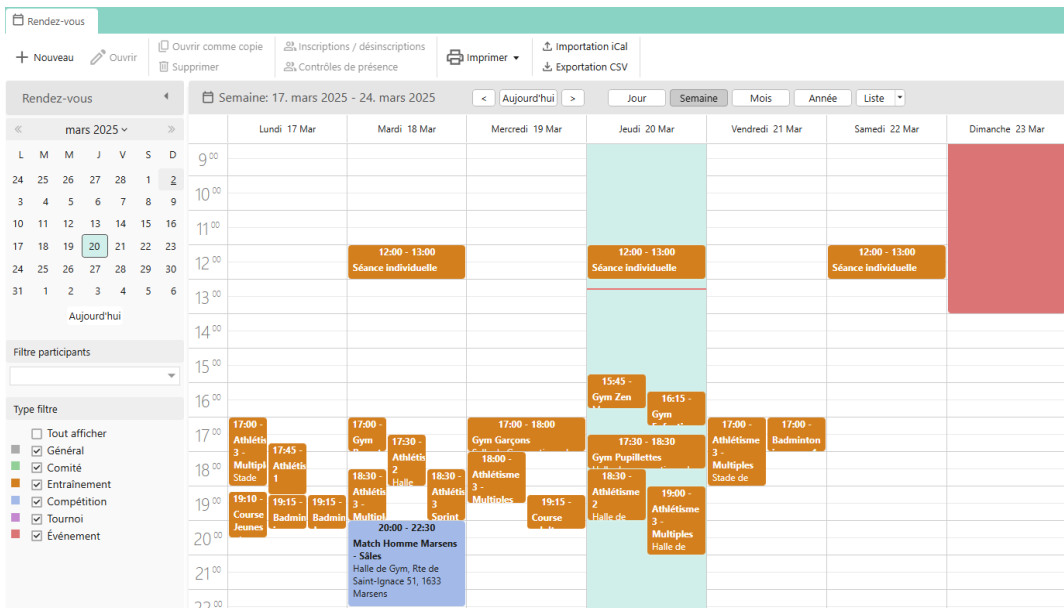 Rendez-vous
Nouveau
Ouvrir
Ouvrir comme copie
Supprimer
Inscriptions / désinscriptions
Contrôles de présence
Imprimer
Importation iCal
Exportation CSV
Rendez-vous
Semaine: 17. mars 2025 - 24. mars 2025
< Aujourd'hui >
Jour Semaine Mois Année Liste
« mars 2025 »
L M M J V S D
24 25 26 27 28 1 2
3 4 5 6 7 8 9
10 11 12 13 14 15 16
17 18 19 20 21 22 23
24 25 26 27 28 29 30
31 1 2 3 4 5 6
Aujourd'hui
Filtre participants
Type filtre
Tout afficher
Général
Comité
Entraînement
Compétition
Tournoi
Événement
Lundi 17 Mar
Mardi 18 Mar
Mercredi 19 Mar
Jeudi 20 Mar
Vendredi 21 Mar
Samedi 22 Mar
Dimanche 23 Mar
9 00
10 00
11 00
12 00
13 00
14 00
15 00
16 00
17 00
18 00
19 00
20 00
21 00
22 00
17:00 -
Athlétis
3 -
Multipl
Stade
17:45 -
Athlétis
1
19:10 -
Course
Jeunes
19:15 -
Badmin
19:15 -
Badmin
12:00 - 13:00
Séance individuelle
17:00 -
Gym
17:30 -
Athlétis
2
Halle
18:30 -
Athlétis
3 -
Multipl
18:30 -
Athlétis
3
Sprint
20:00 - 22:30
Match Homme Marsens
- Sâles
Halle de Gym, Rte de
Saint-Ignace 51, 1633
Marsens
17:00 - 18:00
Gym Garçons
18:00 -
Athlétisme
3 -
Multiples
19:15 -
Course
12:00 - 13:00
Séance individuelle
15:45 -
Gym Zen
16:15 -
Gym
17:30 - 18:30
Gym Pupillettes
18:30 -
Athlétisme
2
Halle de
19:00 -
Athlétisme
3 -
Multiples
Halle de
17:00 -
Athlétisme
3 -
Multiples
Stade de
17:00 -
Badminton
12:00 - 13:00
Séance individuelle